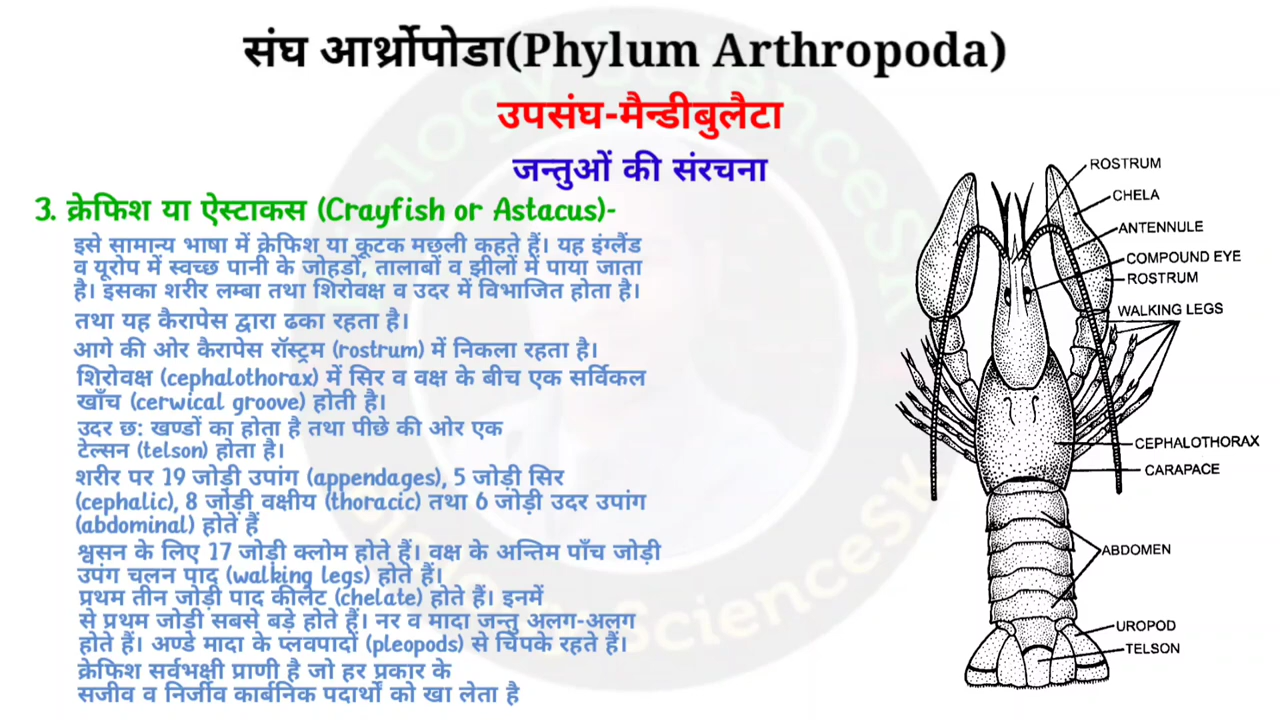 संघ आर्थ्रोपोडा(Phylum Arthropoda)
उपसंघ-मैन्डीबुलैटा
जन्तुओं की संरचना
3. क्रेफिश या ऐस्टाकस (Crayfish or Astacus)-
इसे सामान्य भाषा में क्रेफिश या कूटक मछली कहते हैं। यह इंग्लैंड
व यूरोप में स्वच्छ पानी के जोहडों, तालाबों व झीलों में पाया जाता
है। इसका शरीर लम्बा तथा शिरोवक्ष व उदर में विभाजित होता है।
तथा यह कैरापेस द्वारा ढका रहता है।
आगे की ओर कैरापेस रॉस्ट्रम (rostrum) में निकला रहता है।
शिरोवक्ष (cephalothorax) में सिर व वक्ष के बीच एक सर्विकल
खाँच (cerwical groove) होती है।
उदर छ: खण्डों का होता है तथा पीछे की ओर एक
टेल्सन (telson) होता है।
शरीर पर 19 जोड़ी उपांग (appendages), 5 जोड़ी सिर
(cephalic), 8 जोड़ी वक्षीय (thoracic) तथा 6 जोड़ी उदर उपांग
(abdominal) होते हैं
श्वसन के लिए 17 जोड़ी क्लोम होते हैं। वक्ष के अन्तिम पाँच जोड़ी
उपंग चलन पाद (walking legs) होते हैं।
प्रथम तीन जोड़ी पाद कीलेट (chelate) होते हैं। इनमें
से प्रथम जोड़ी सबसे बड़े होते हैं। नर व मादा जन्तु अलग-अलग
होते हैं। अण्डे मादा के प्लवपादों (pleopods) से चिपके रहते हैं।
क्रेफिश सर्वभक्षी प्राणी है जो हर प्रकार के
सजीव व निर्जीव कार्बनिक पदार्थों को खा लेता है
ROSTRUM
CHELA
ANTENNULE
COMPOUND EYE
ROSTRUM
WALKING LEGS
CEPHALOTHORAX
CARAPACE
ABDOMEN
UROPOD
TELSON